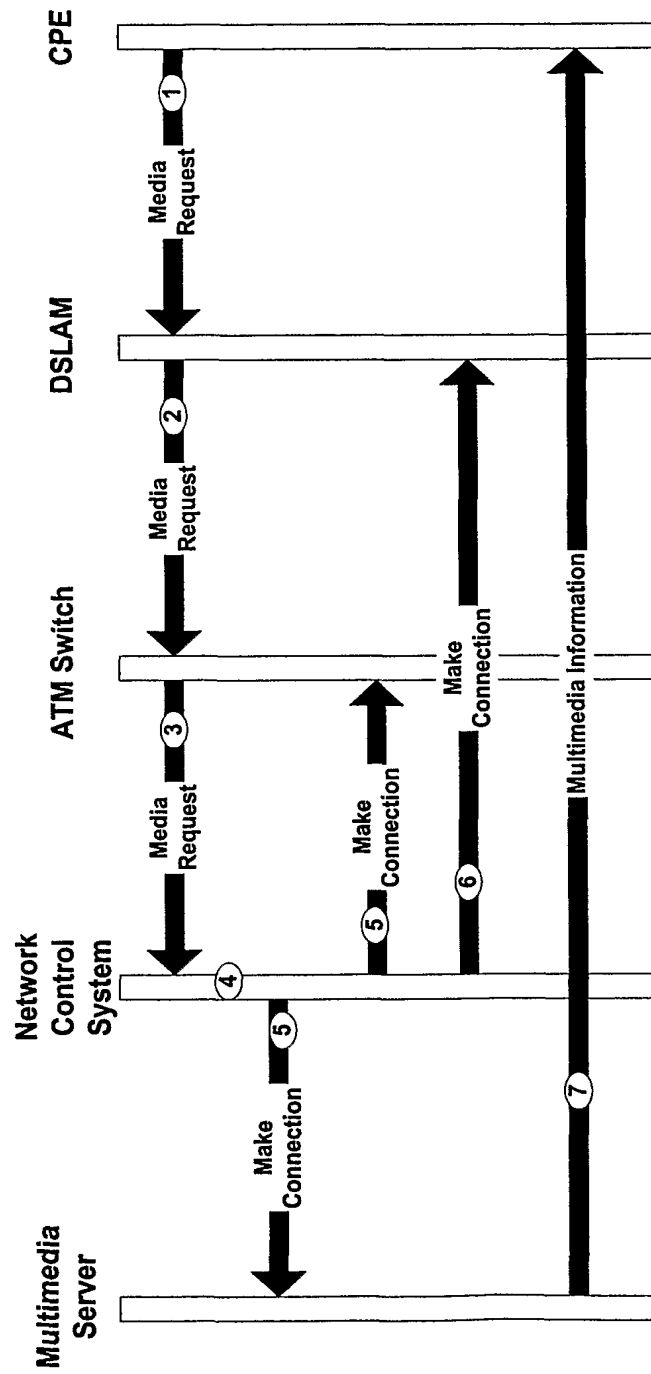 Multimedia
Server
Network
Control
System
ATM Switch
DSLAM
CPE
Media
Request
1
Media
Request
2
Media
Request
3
4
Make
Connection
5
Make
Connection
5
Make
Connection
6
Multimedia Information
7